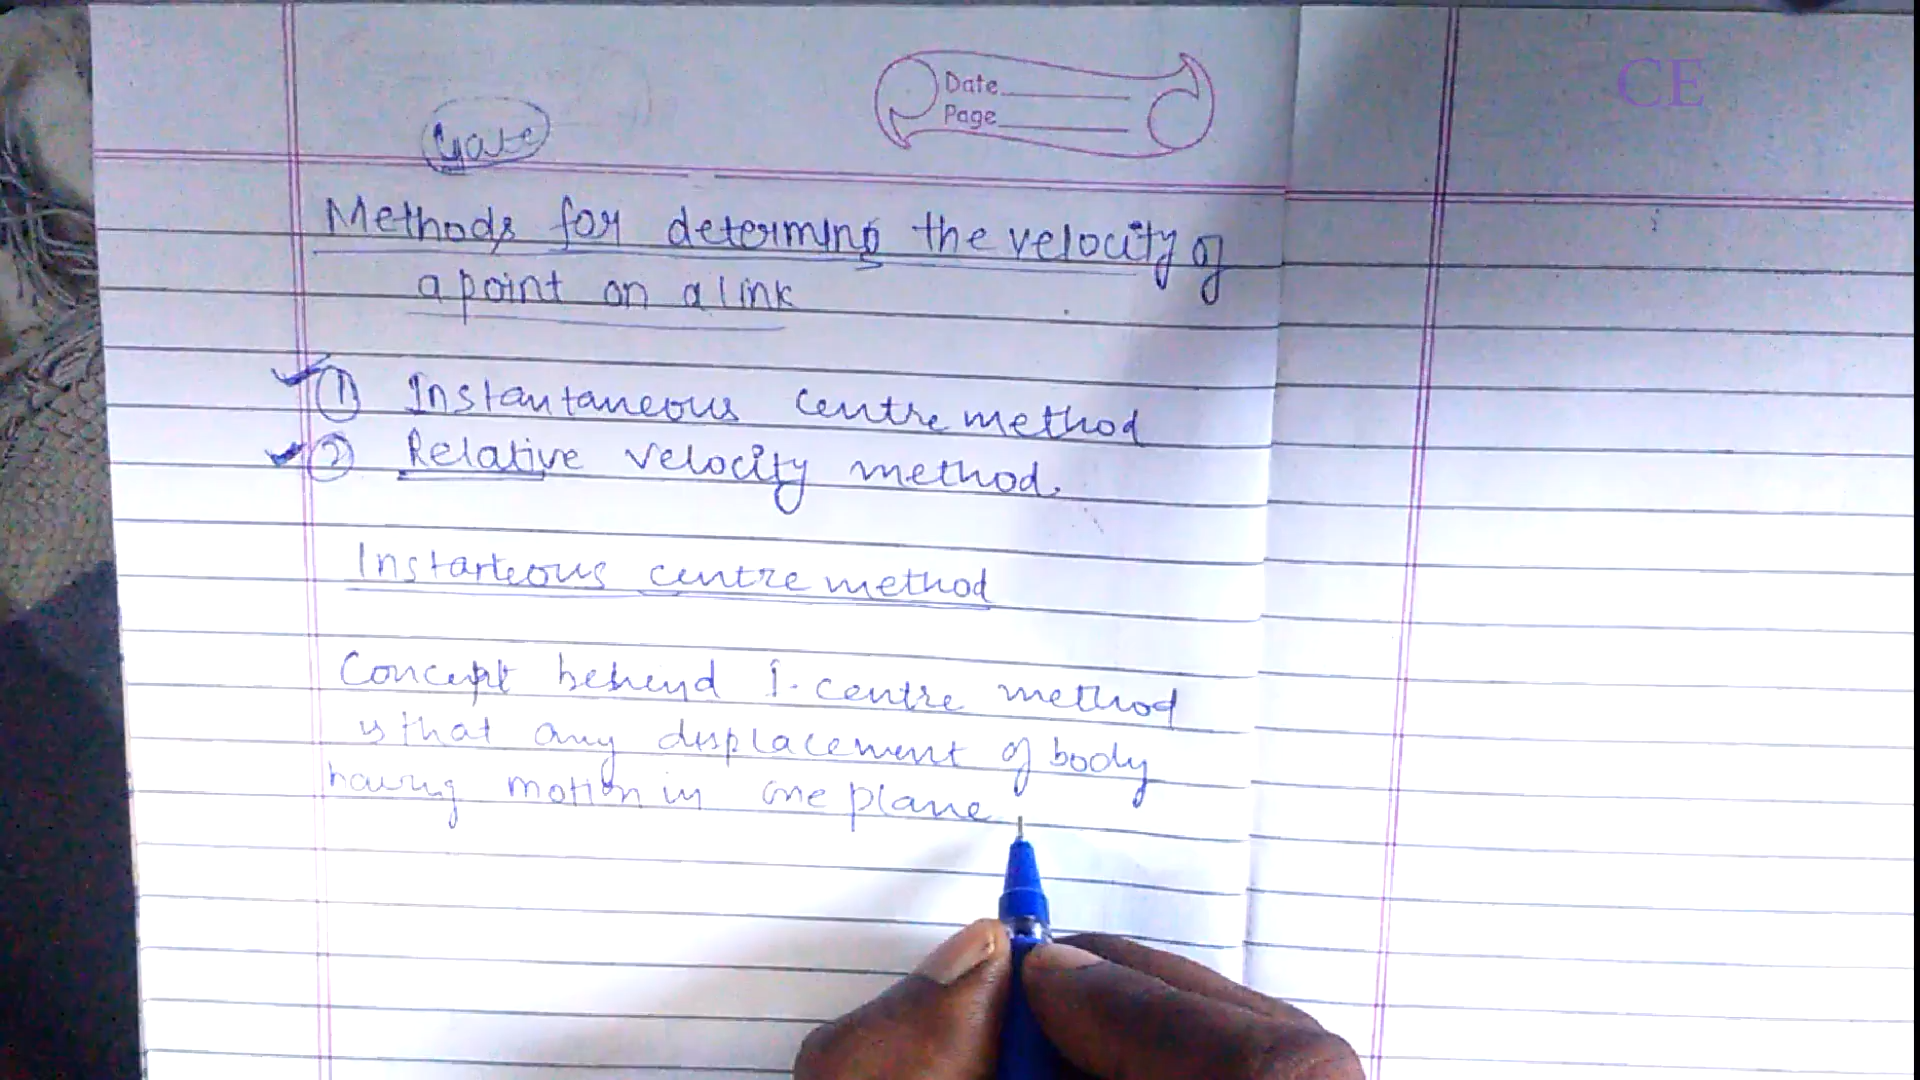 CE
Date
Page
Gate
Methods for determing the velocity of
a point on a link
① Instantaneous centre method
② Relative velocity method.
Instarteous centre method
Concept behend I-centre method
is that any displacement of body
having motion in one plane